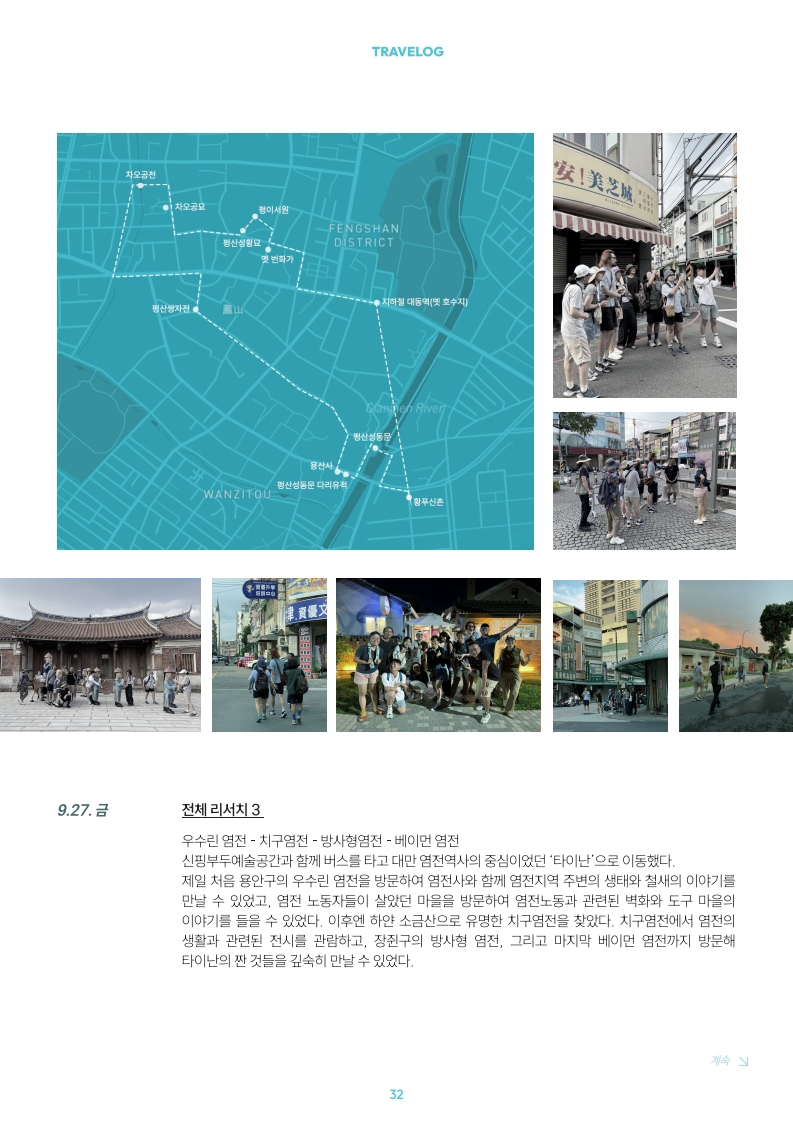 TRAVELOG
차오공천
차오공묘
펑이서원
펑산성황묘
옛 번화가
FENGSHAN
DISTRICT
지하철 대동역(옛 호수지)
펑산쌍자전
鳳山
River
펑산성동문
용산사
펑산성동문 다리유적
WANZITOU
황푸신촌
安!美芝城
資優文
9.27. 금
전체 리서치 3
우수린 염전 - 치구염전 - 방사형염전 - 베이먼 염전
신핑부두예술공간과 함께 버스를 타고 대만 염전역사의 중심이었던 ‘타이난’으로 이동했다.
제일 처음 용안구의 우수린 염전을 방문하여 염전사와 함께 염전지역 주변의 생태와 철새의 이야기를
만날 수 있었고, 염전 노동자들이 살았던 마을을 방문하여 염전노동과 관련된 벽화와 도구 마을의
이야기를 들을 수 있었다. 이후엔 하얀 소금산으로 유명한 치구염전을 찾았다. 치구염전에서 염전의
생활과 관련된 전시를 관람하고, 장쥔구의 방사형 염전, 그리고 마지막 베이먼 염전까지 방문해
타이난의 짠 것들을 깊숙히 만날 수 있었다.
계속
32